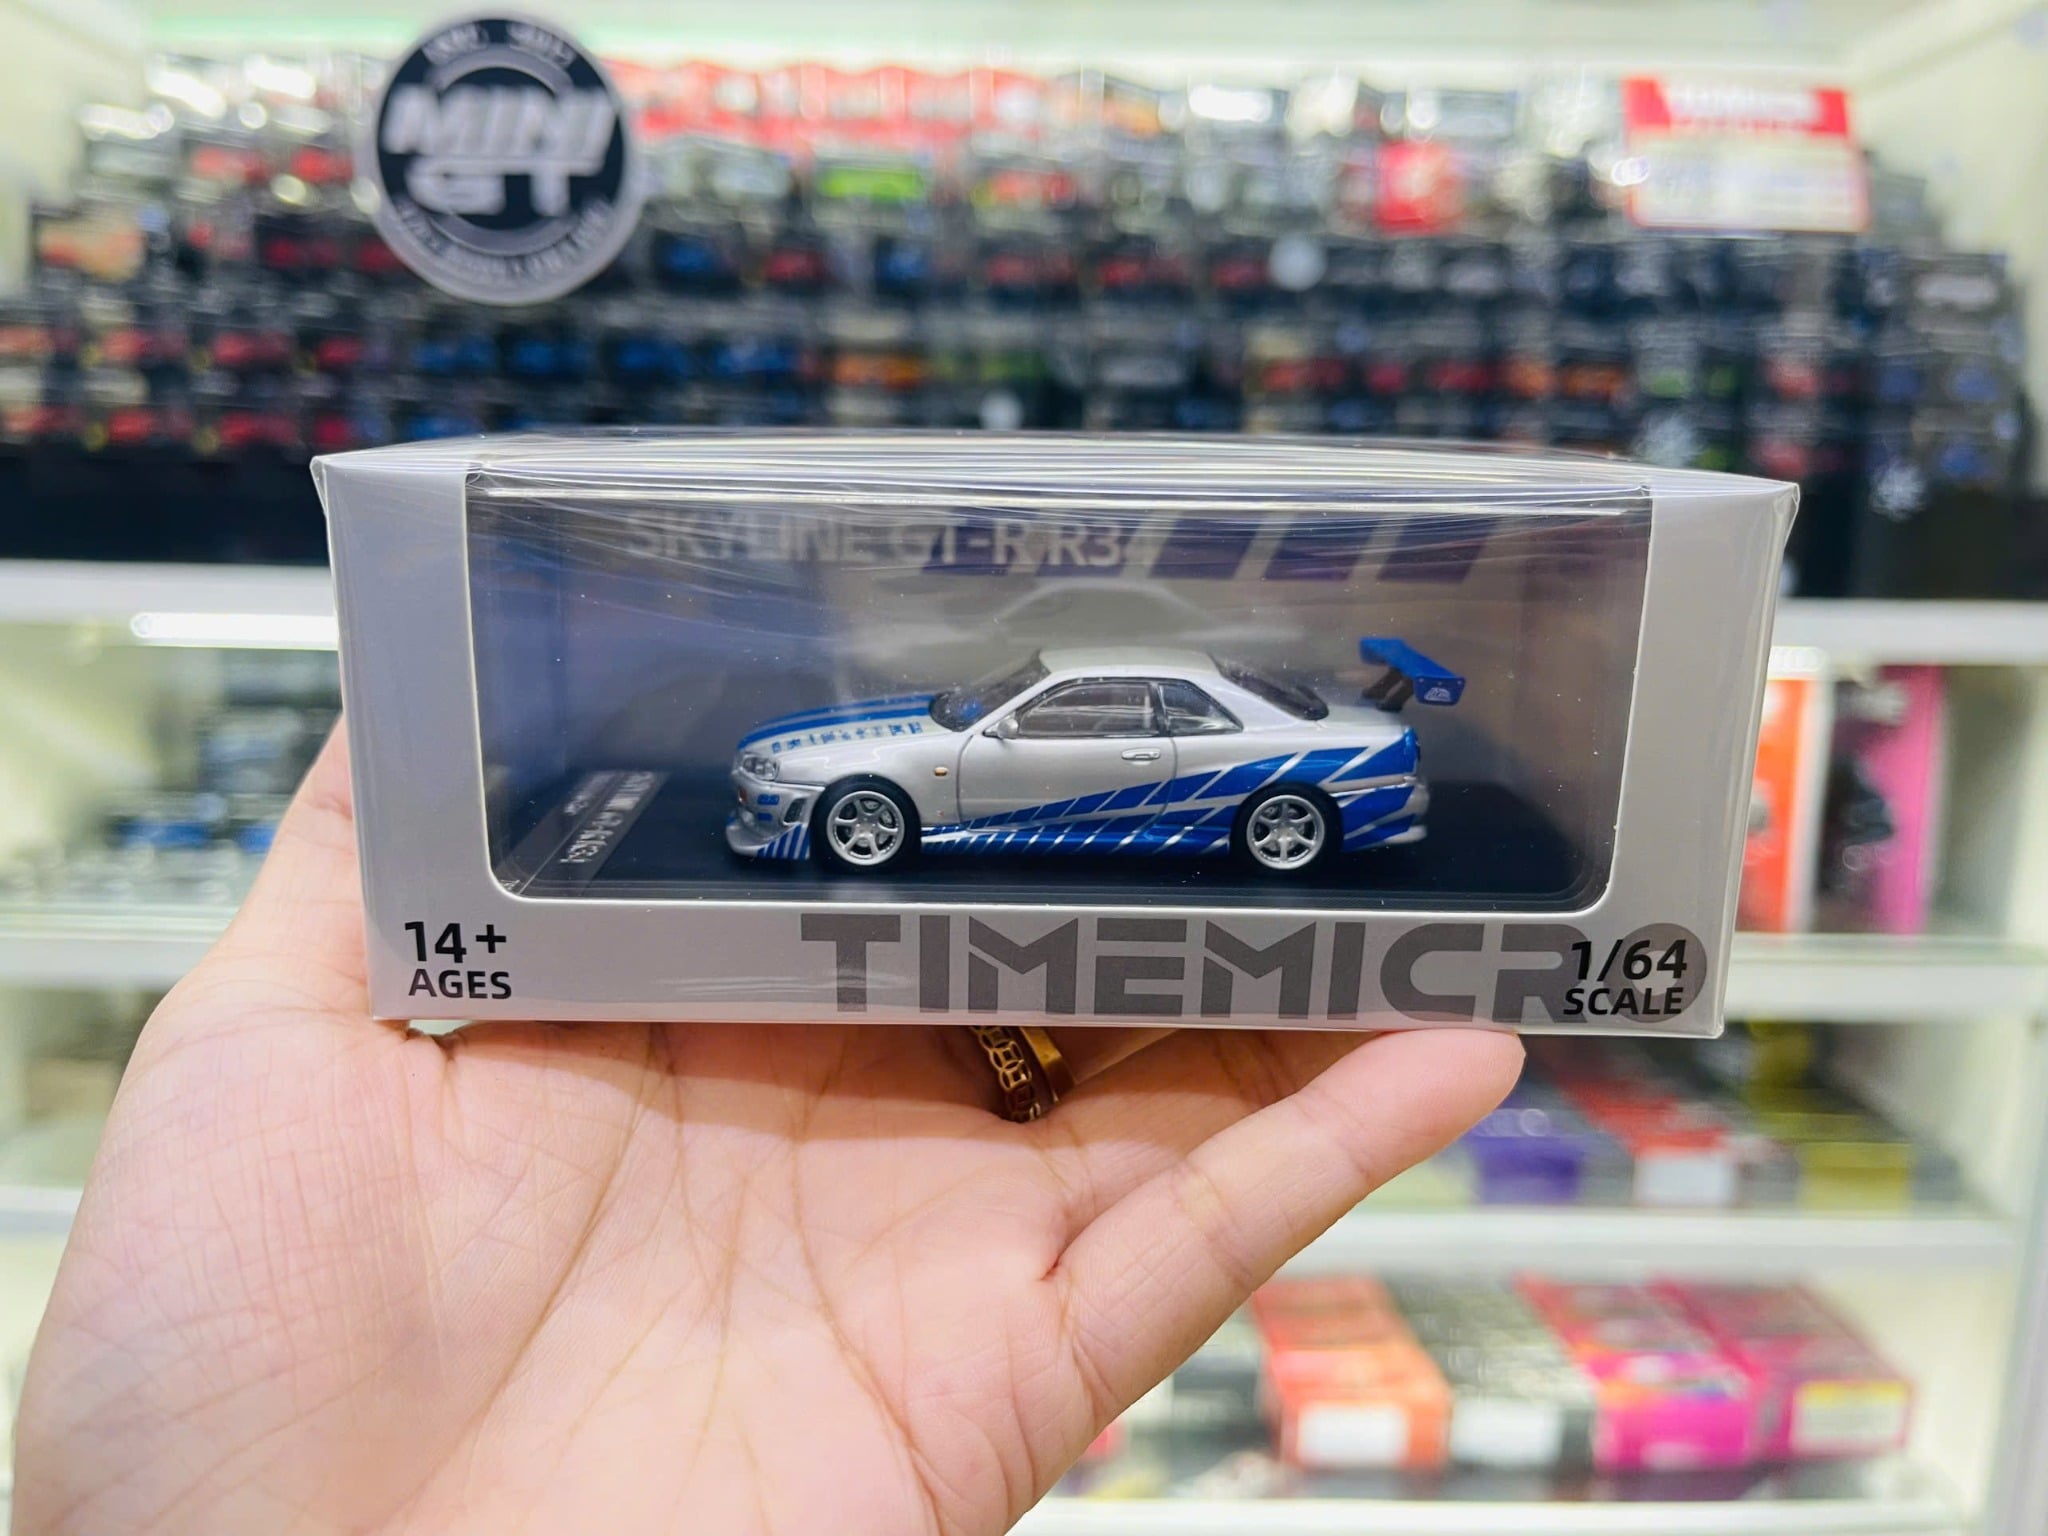 MINI
GT
SKYLINE GT-R R34
14+
AGES
TIMEMICRO
1/64
SCALE